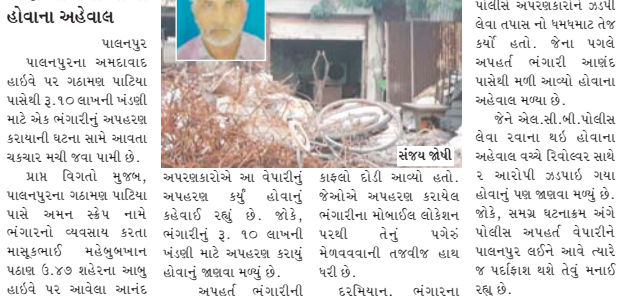 હોવાના અહેવાલ
પાલનપુર
પાલનપુરના અમદાવાદ
હાઇવે પર ગઠામણ પાટિયા
પાસેથી રૂ.૧૦ લાખની ખંડણી
માટે એક ભંગારીનું અપહરણ
કરાયાની ઘટના સામે આવતા
ચકચાર મચી જવા પામી છે.
પ્રાપ્ત વિગતો મુજબ,
પાલનપુરના ગઠામણ પાટિયા
પાસે અમન સ્ક્રેપ નામે
ભંગારનો વ્યવસાય કરતા
માસૂકભાઈ મહેબુબખાન
પઠાણ ઉ.૪૭ શહેરના આબુ
હાઇવે પર આવેલા આનંદ
સંજય જોષી
અપરણકારોએ આ વેપારીનું
અપહરણ કર્યું હોવાનું
કહેવાઈ રહ્યું છે. જોકે,
ભંગારીનું રૂ. ૧૦ લાખની
ખંડણી માટે અપહરણ કરાયું
હોવાનું જાણવા મળ્યું છે.
અપહૃત ભંગારીની
કાફલો દોડી આવ્યો હતો.
જેઓએ અપહરણ કરાયેલ
ભંગારીના મોબાઈલ લોકેશન
પરથી તેનું પગેરું
મેળવવવાની તજવીજ હાથ
ધરી છે.
દરમિયાન, ભંગારના
પોલીસે અપરણકારોને ઝડપી
લેવા તપાસ નો ધમધમાટ તેજ
કર્યો હતો. જેના પગલે
અપહૃત ભંગારી આણંદ
પાસેથી મળી આવ્યો હોવાના
અહેવાલ મળ્યા છે.
જેને એલ.સી.બી.પોલીસ
લેવા રવાના થઇ હોવાના
અહેવાલ વચ્ચે રિવોલ્વર સાથે
૨ આરોપી ઝડપાઇ ગયા
હોવાનું પણ જાણવા મળ્યું છે.
જોકે, સમગ્ર ઘટનાક્રમ અંગે
પોલીસ અપહૃત વેપારીને
પાલનપુર લઈને આવે ત્યારે
જ પર્દાફાશ થશે તેવું મનાઈ
રહ્યુ છે.